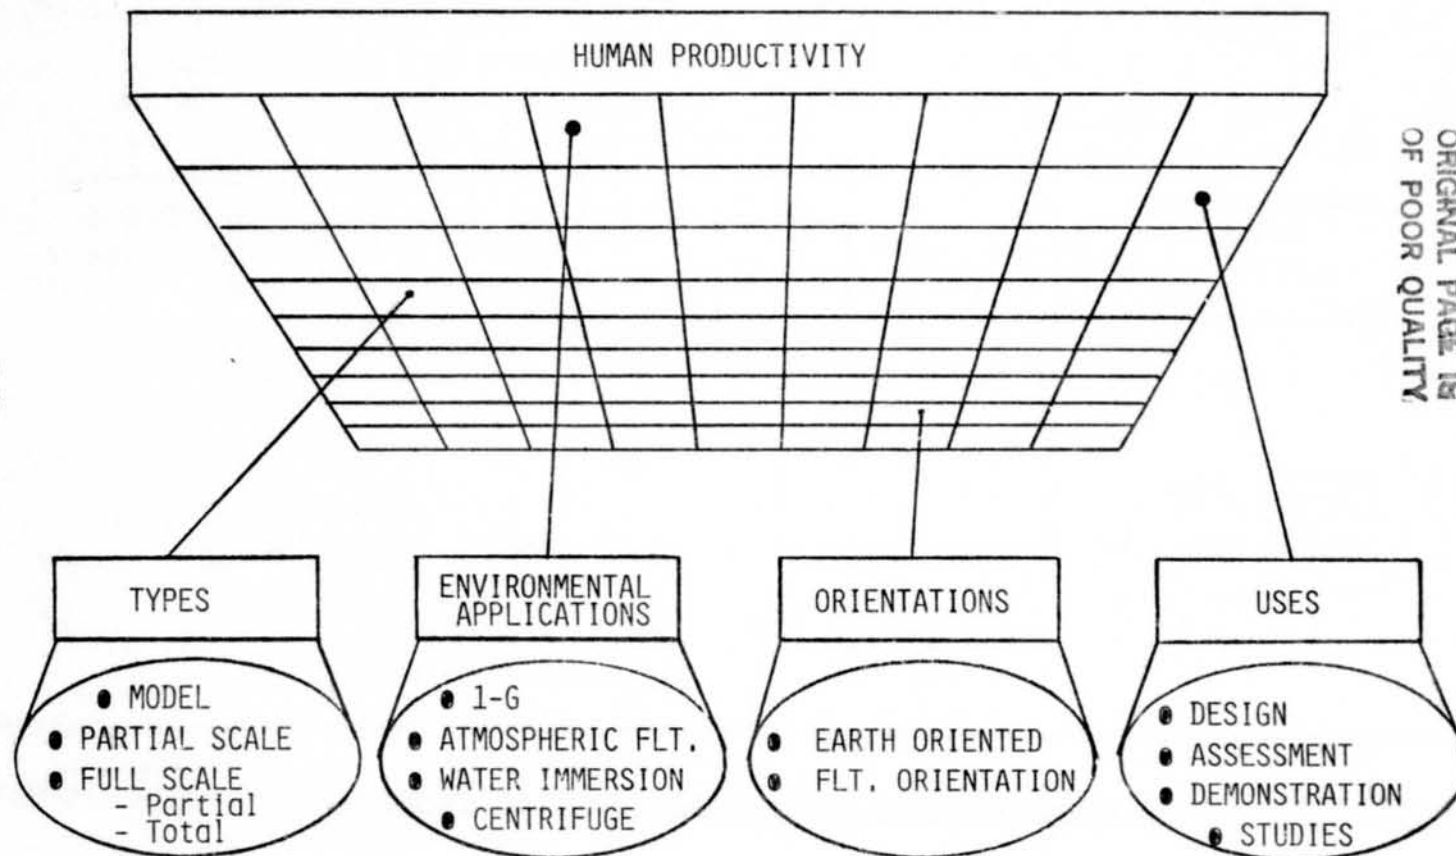 HUMAN PRODUCTIVITY
ORIGINAL PAGE IS
OF POOR QUALITY
TYPES
● MODEL
● PARTIAL SCALE
● FULL SCALE
- Partial
- Total
ENVIRONMENTAL
APPLICATIONS
● 1-G
● ATMOSPHERIC FLT.
● WATER IMMERSION
● CENTRIFUGE
ORIENTATIONS
● EARTH ORIENTED
● FLT. ORIENTATION
USES
● DESIGN
● ASSESSMENT
● DEMONSTRATION
● STUDIES